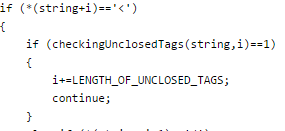 if (*(string+i)=='<')
{
if (checkingUnclosedTags(string,i)==1)
{
i+=LENGTH_OF_UNCLOSED_TAGS;
continue;
}